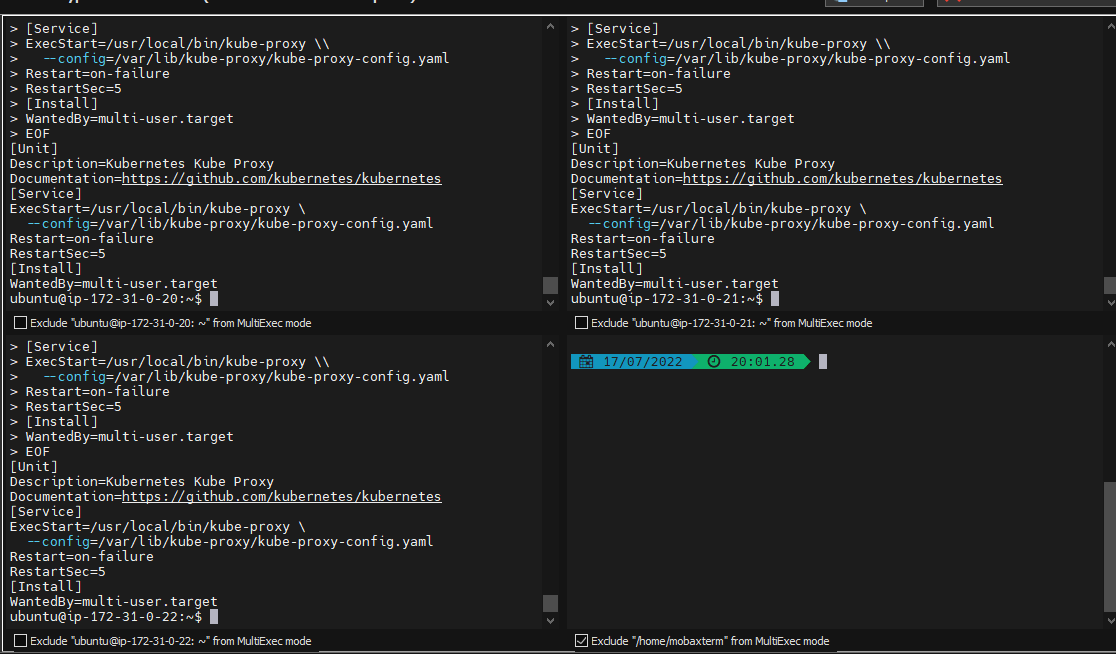 > [Service]
> ExecStart=/usr/local/bin/kube-proxy \\
>   --config=/var/lib/kube-proxy/kube-proxy-config.yaml
> Restart=on-failure
> RestartSec=5
> [Install]
> WantedBy=multi-user.target
> EOF
[Unit]
Description=Kubernetes Kube Proxy
Documentation=https://github.com/kubernetes/kubernetes
[Service]
ExecStart=/usr/local/bin/kube-proxy \
  --config=/var/lib/kube-proxy/kube-proxy-config.yaml
Restart=on-failure
RestartSec=5
[Install]
WantedBy=multi-user.target
ubuntu@ip-172-31-0-20:~$
Exclude "ubuntu@ip-172-31-0-20: ~" from MultiExec mode
> [Service]
> ExecStart=/usr/local/bin/kube-proxy \\
>   --config=/var/lib/kube-proxy/kube-proxy-config.yaml
> Restart=on-failure
> RestartSec=5
> [Install]
> WantedBy=multi-user.target
> EOF
[Unit]
Description=Kubernetes Kube Proxy
Documentation=https://github.com/kubernetes/kubernetes
[Service]
ExecStart=/usr/local/bin/kube-proxy \
  --config=/var/lib/kube-proxy/kube-proxy-config.yaml
Restart=on-failure
RestartSec=5
[Install]
WantedBy=multi-user.target
ubuntu@ip-172-31-0-21:~$
Exclude "ubuntu@ip-172-31-0-21: ~" from MultiExec mode
> [Service]
> ExecStart=/usr/local/bin/kube-proxy \\
>   --config=/var/lib/kube-proxy/kube-proxy-config.yaml
> Restart=on-failure
> RestartSec=5
> [Install]
> WantedBy=multi-user.target
> EOF
[Unit]
Description=Kubernetes Kube Proxy
Documentation=https://github.com/kubernetes/kubernetes
[Service]
ExecStart=/usr/local/bin/kube-proxy \
  --config=/var/lib/kube-proxy/kube-proxy-config.yaml
Restart=on-failure
RestartSec=5
[Install]
WantedBy=multi-user.target
ubuntu@ip-172-31-0-22:~$
Exclude "ubuntu@ip-172-31-0-22: ~" from MultiExec mode
17/07/2022 20:01.28
Exclude "/home/mobaxterm" from MultiExec mode